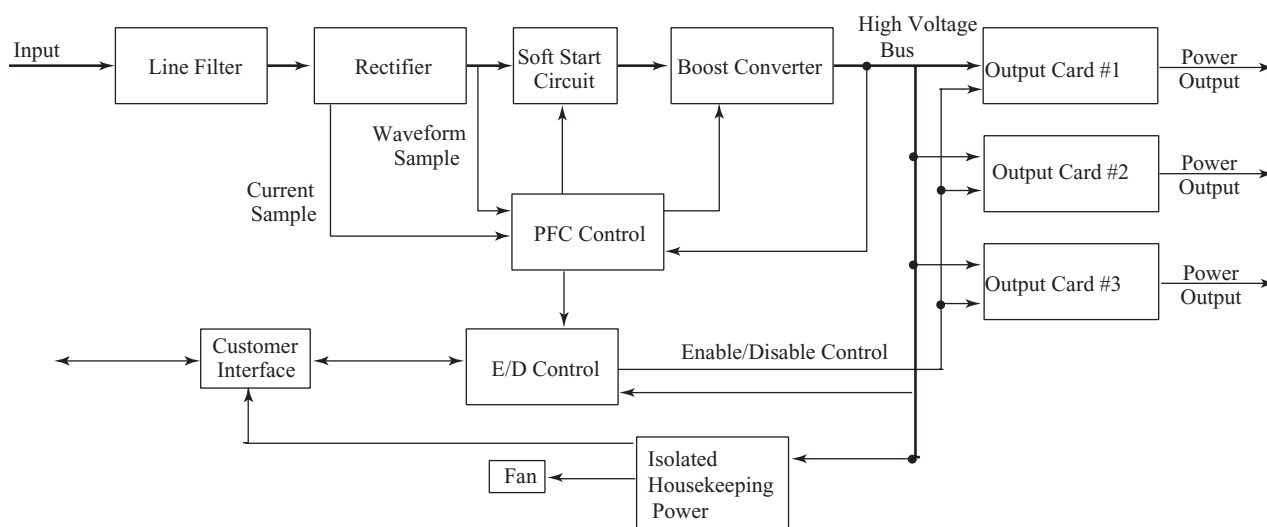 High Voltage
Bus
Input
Line Filter
Rectifier
Soft Start
Circuit
Boost Converter
Output Card #1
Power
Output
Waveform
Sample
Current
Sample
PFC Control
Output Card #2
Power
Output
Output Card #3
Power
Output
Customer
Interface
E/D Control
Enable/Disable Control
Fan
Isolated
Housekeeping
Power